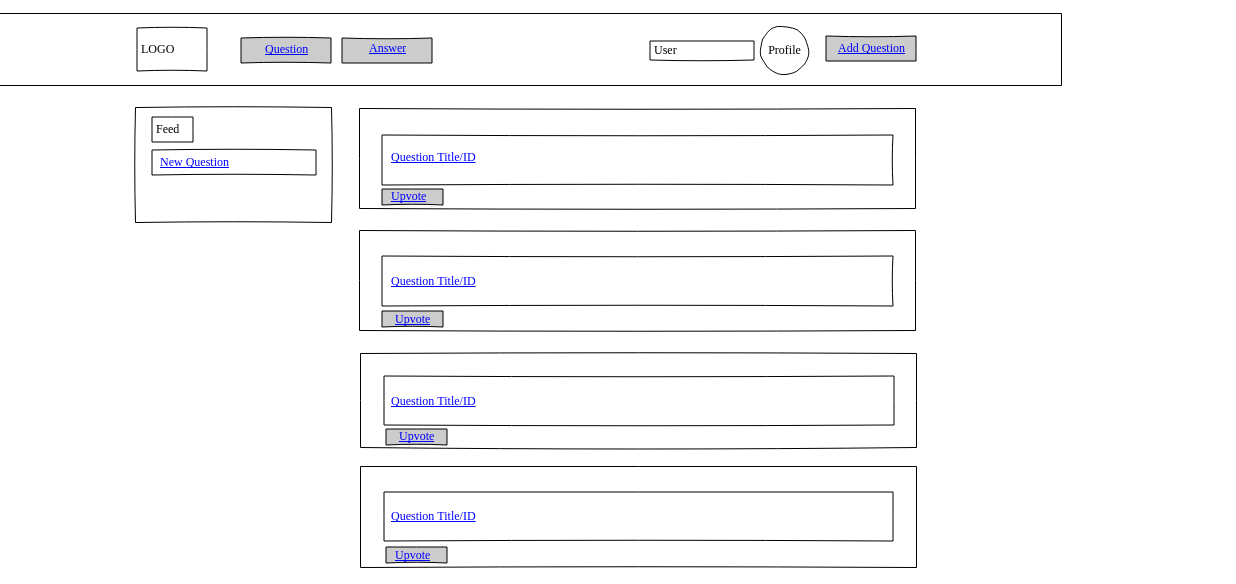 LOGO
Question
Answer
User
Profile
Add Question
Feed
New Question
Question Title/ID
Upvote
Question Title/ID
Upvote
Question Title/ID
Upvote
Question Title/ID
Upvote